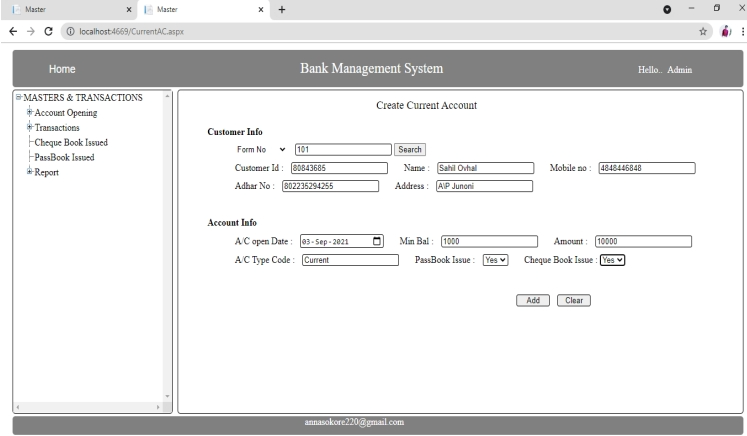 Master
Master
localhost:4669/CurrentAC.aspx
Home Bank Management System Hello.. Admin
MASTERS & TRANSACTIONS
Account Opening
Transactions
Cheque Book Issued
PassBook Issued
Report
Create Current Account
Customer Info
Form No 101 Search
Customer Id : 80843685 Name : Sahil Ovhal Mobile no : 4848446848
Adhar No : 802235294255 Address : A\P Junoni
Account Info
A/C open Date : 03-Sep-2021 Min Bal : 1000 Amount : 10000
A/C Type Code : Current PassBook Issue : Yes Cheque Book Issue : Yes
Add Clear
annasokore220@gmail.com